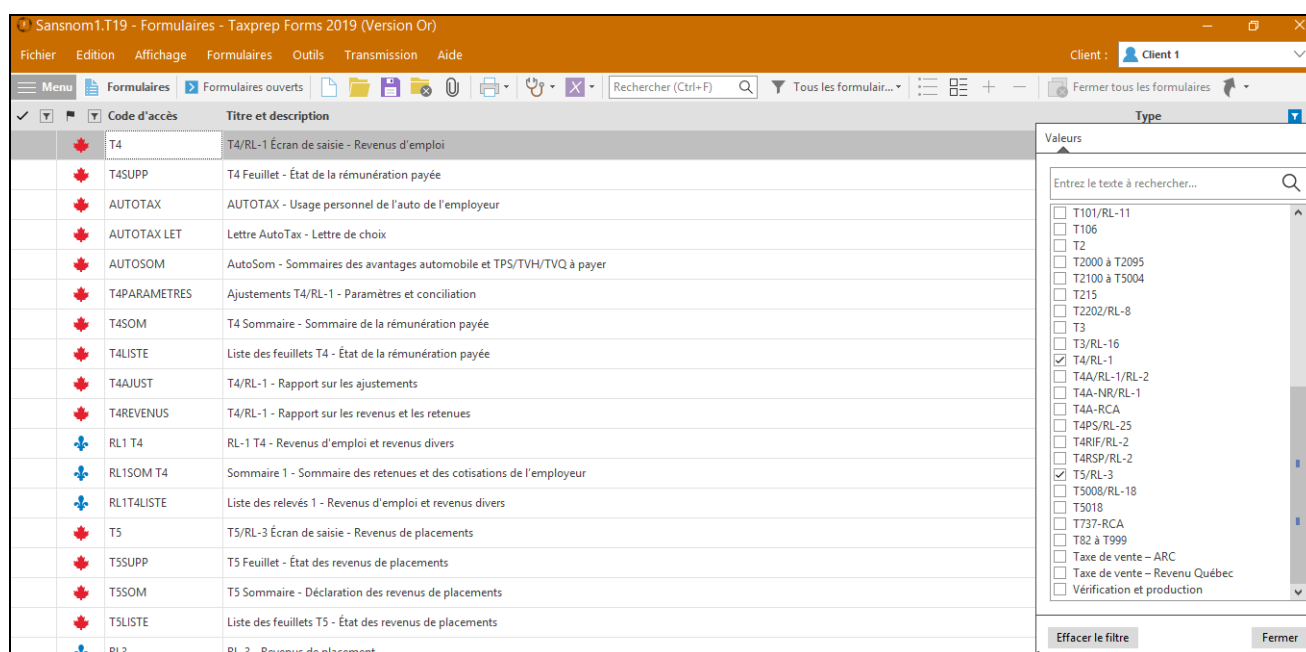 Sansnom1.T19 - Formulaires - Taxprep Forms 2019 (Version Or)
Fichier Edition Affichage Formulaires Outils Transmission Aide Client : Client 1
Menu Formulaires Formulaires ouverts Rechercher (Ctrl+F) Tous les formulair... Fermer tous les formulaires
Code d'accès Titre et description Type
T4 T4/RL-1 Écran de saisie - Revenus d'emploi
T4SUPP T4 Feuillet - État de la rémunération payée
AUTOTAX AUTOTAX - Usage personnel de l'auto de l'employeur
AUTOTAX LET Lettre AutoTax - Lettre de choix
AUTOSOM AutoSom - Sommaires des avantages automobile et TPS/TVH/TVQ à payer
T4PARAMETRES Ajustements T4/RL-1 - Paramètres et conciliation
T4SOM T4 Sommaire - Sommaire de la rémunération payée
T4LISTE Liste des feuillets T4 - État de la rémunération payée
T4AJUST T4/RL-1 - Rapport sur les ajustements
T4REVENUS T4/RL-1 - Rapport sur les revenus et les retenues
RL1 T4 RL-1 T4 - Revenus d'emploi et revenus divers
RL1SOM T4 Sommaire 1 - Sommaire des retenues et des cotisations de l'employeur
RL1T4LISTE Liste des relevés 1 - Revenus d'emploi et revenus divers
T5 T5/RL-3 Écran de saisie - Revenus de placements
T5SUPP T5 Feuillet - État des revenus de placements
T5SOM T5 Sommaire - Déclaration des revenus de placements
T5LISTE Liste des feuillets T5 - État des revenus de placements
RL3 RL-3 - Revenus de placement
Valeurs
Entrez le texte à rechercher...
T101/RL-11
T106
T2
T2000 à T2095
T2100 à T5004
T215
T2202/RL-8
T3
T3/RL-16
T4/RL-1
T4A/RL-1/RL-2
T4A-NR/RL-1
T4A-RCA
T4PS/RL-25
T4RIF/RL-2
T4RSP/RL-2
T5/RL-3
T5008/RL-18
T5018
T737-RCA
T82 à T999
Taxe de vente – ARC
Taxe de vente – Revenu Québec
Vérification et production
Effacer le filtre Fermer